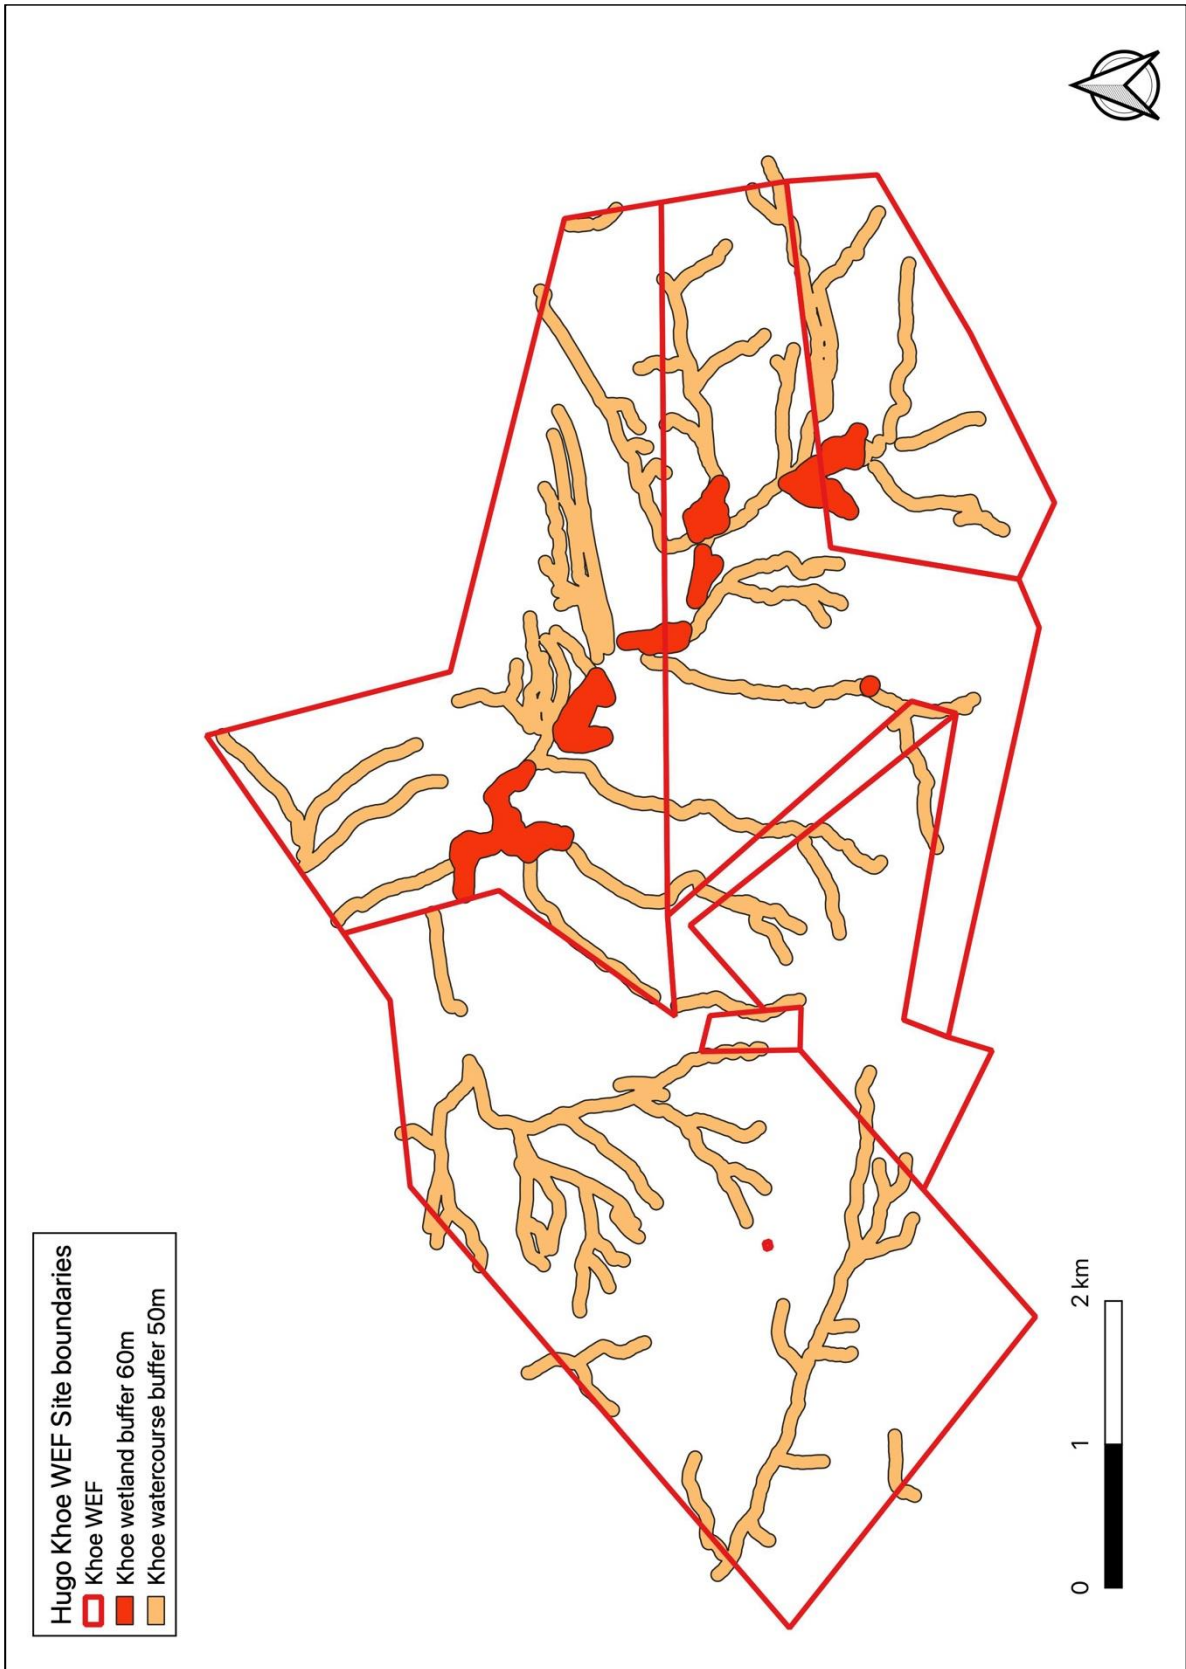 Hugo Khoe WEF Site boundaries
Khoe WEF
Khoe wetland buffer 60m
Khoe watercourse buffer 50m
0 1 2 km